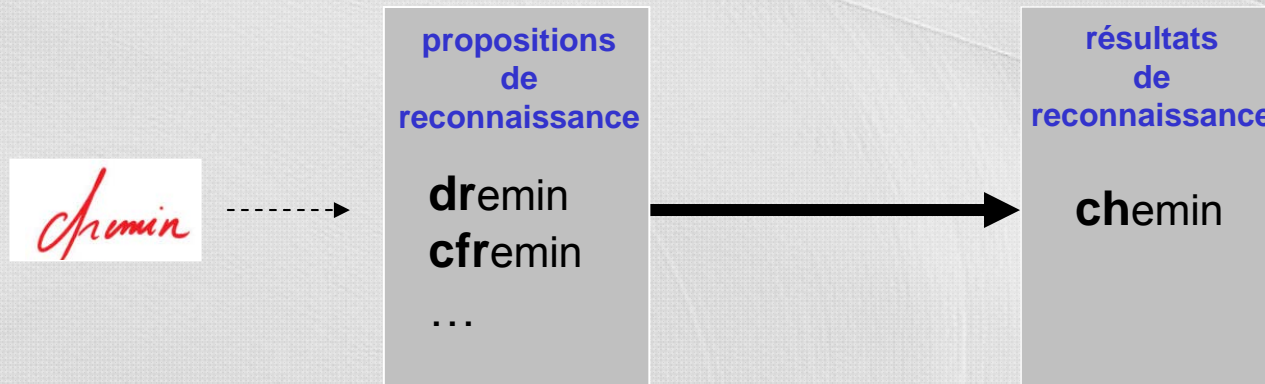 propositions
de
reconnaissance
résultats
de
reconnaissance
chemin
dremin
cfremin
…
chemin